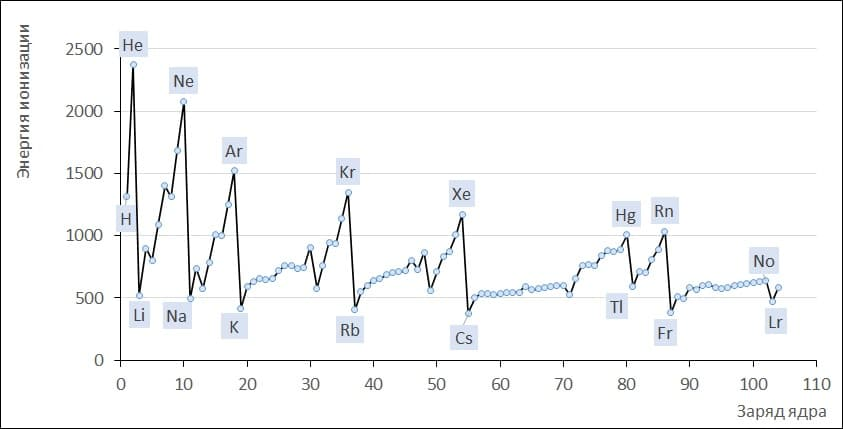 Энергия ионизации
2500
2000
1500
1000
500
0
He
Ne
Ar
Kr
Xe
Hg
Rn
No
H
Li
Na
K
Rb
Cs
Tl
Fr
Lr
0 10 20 30 40 50 60 70 80 90 100 110
Заряд ядра